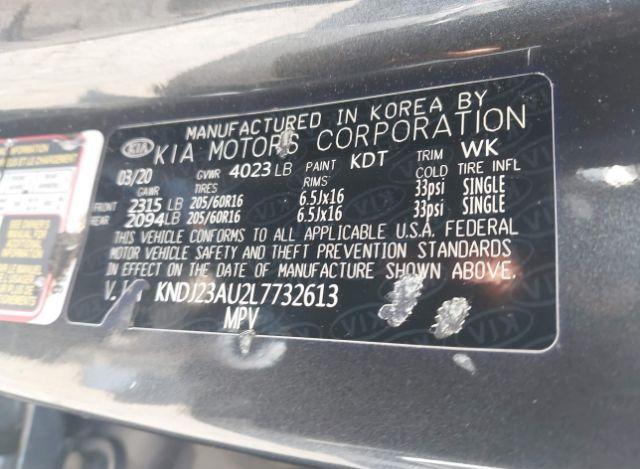 MANUFACTURED IN KOREA BY
KIA KIA MOTORS CORPORATION
03/20 GVWR 4023 LB PAINT KDT TRIM WK
GAWR TIRES RIMS COLD TIRE INFL
FRONT 2315 LB 205/60R16 6.5Jx16 33psi SINGLE
REAR 2094 LB 205/60R16 6.5Jx16 33psi SINGLE
THIS VEHICLE CONFORMS TO ALL APPLICABLE U.S.A. FEDERAL
MOTOR VEHICLE SAFETY AND THEFT PREVENTION STANDARDS
IN EFFECT ON THE DATE OF MANUFACTURE SHOWN ABOVE.
KNDJ23AU2L7732613
MPV